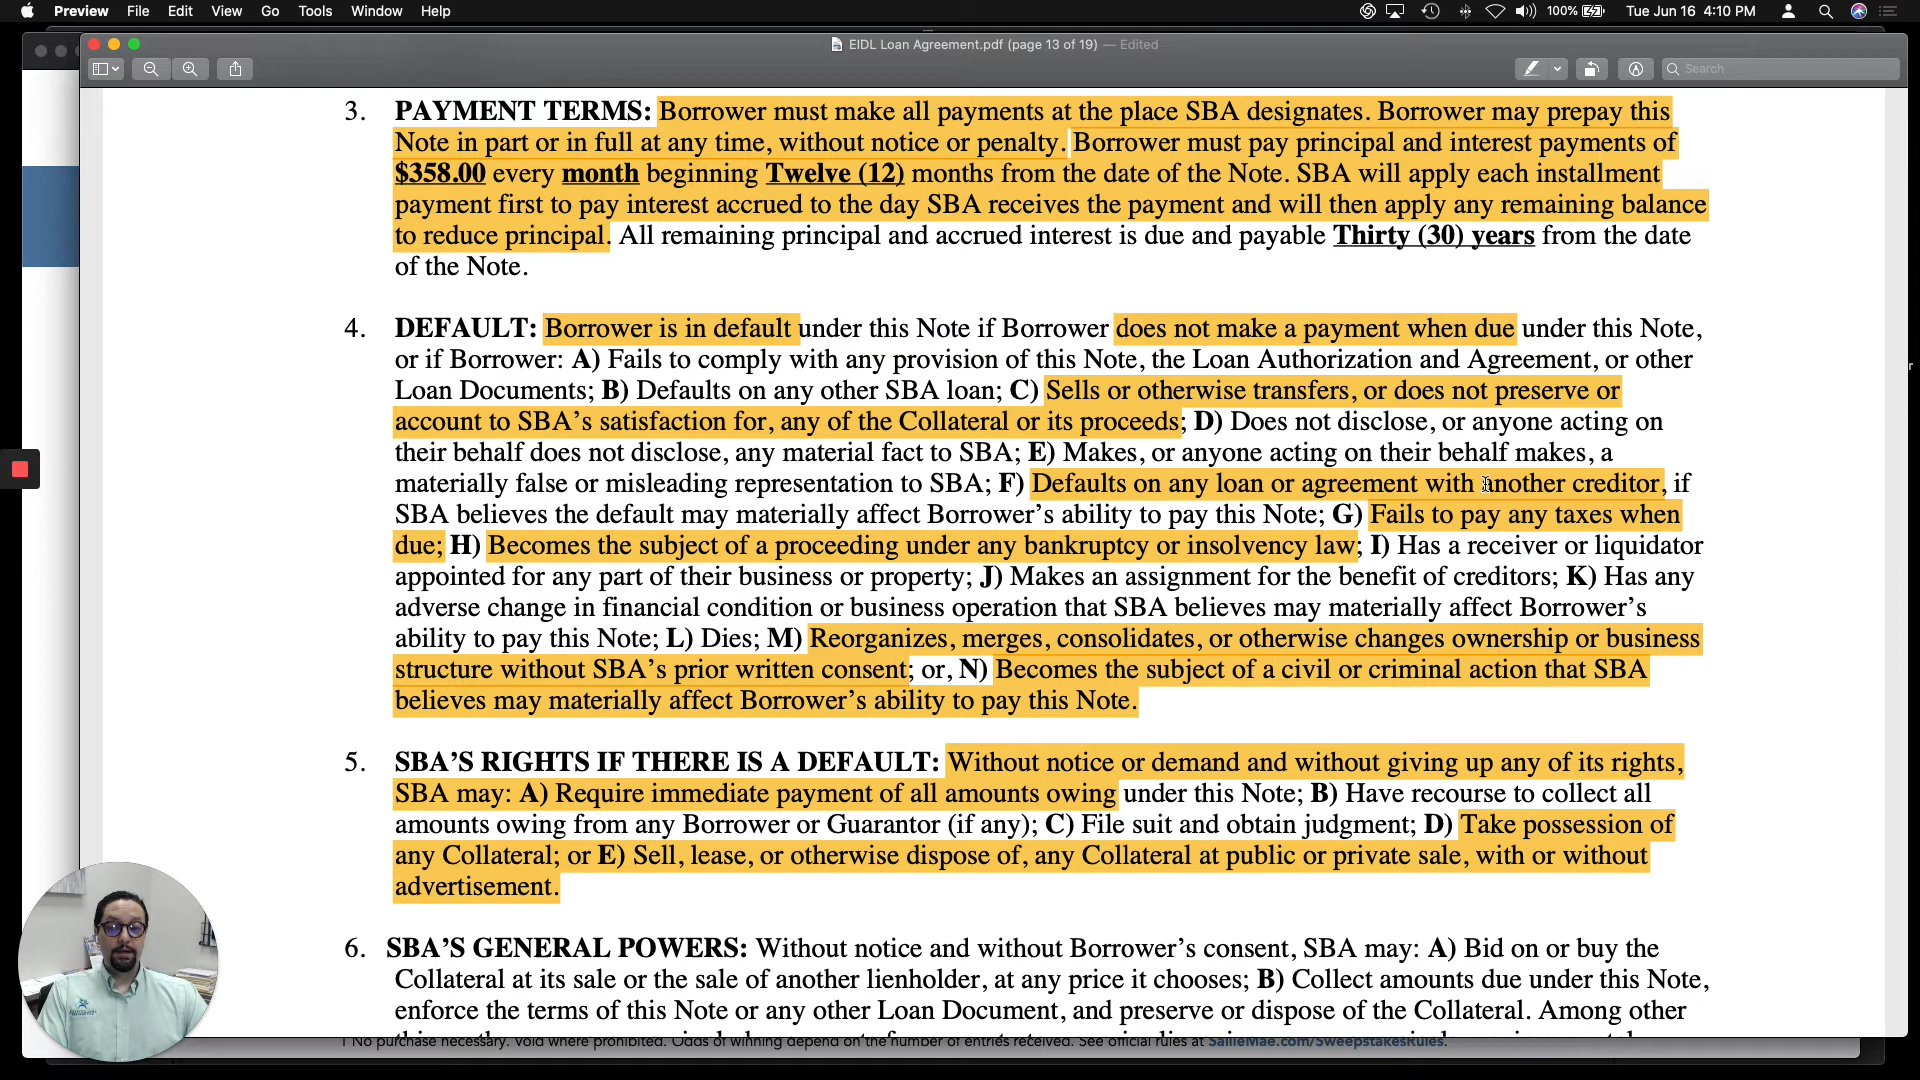 Preview File Edit View Go Tools Window Help 100% Tue Jun 16 4:10 PM
EIDL Loan Agreement.pdf (page 13 of 19) — Edited
Search
3. PAYMENT TERMS: Borrower must make all payments at the place SBA designates. Borrower may prepay this
Note in part or in full at any time, without notice or penalty. Borrower must pay principal and interest payments of
$358.00 every month beginning Twelve (12) months from the date of the Note. SBA will apply each installment
payment first to pay interest accrued to the day SBA receives the payment and will then apply any remaining balance
to reduce principal. All remaining principal and accrued interest is due and payable Thirty (30) years from the date
of the Note.
4. DEFAULT: Borrower is in default under this Note if Borrower does not make a payment when due under this Note,
or if Borrower: A) Fails to comply with any provision of this Note, the Loan Authorization and Agreement, or other
Loan Documents; B) Defaults on any other SBA loan; C) Sells or otherwise transfers, or does not preserve or
account to SBA's satisfaction for, any of the Collateral or its proceeds; D) Does not disclose, or anyone acting on
their behalf does not disclose, any material fact to SBA; E) Makes, or anyone acting on their behalf makes, a
materially false or misleading representation to SBA; F) Defaults on any loan or agreement with another creditor, if
SBA believes the default may materially affect Borrower's ability to pay this Note; G) Fails to pay any taxes when
due; H) Becomes the subject of a proceeding under any bankruptcy or insolvency law; I) Has a receiver or liquidator
appointed for any part of their business or property; J) Makes an assignment for the benefit of creditors; K) Has any
adverse change in financial condition or business operation that SBA believes may materially affect Borrower's
ability to pay this Note; L) Dies; M) Reorganizes, merges, consolidates, or otherwise changes ownership or business
structure without SBA's prior written consent; or, N) Becomes the subject of a civil or criminal action that SBA
believes may materially affect Borrower's ability to pay this Note.
5. SBA'S RIGHTS IF THERE IS A DEFAULT: Without notice or demand and without giving up any of its rights,
SBA may: A) Require immediate payment of all amounts owing under this Note; B) Have recourse to collect all
amounts owing from any Borrower or Guarantor (if any); C) File suit and obtain judgment; D) Take possession of
any Collateral; or E) Sell, lease, or otherwise dispose of, any Collateral at public or private sale, with or without
advertisement.
6. SBA'S GENERAL POWERS: Without notice and without Borrower's consent, SBA may: A) Bid on or buy the
Collateral at its sale or the sale of another lienholder, at any price it chooses; B) Collect amounts due under this Note,
enforce the terms of this Note or any other Loan Document, and preserve or dispose of the Collateral. Among other
No purchase necessary. Void where prohibited. Odds of winning depend on the number of entries received. See official rules at SallieMae.com/SweepstakesRules.